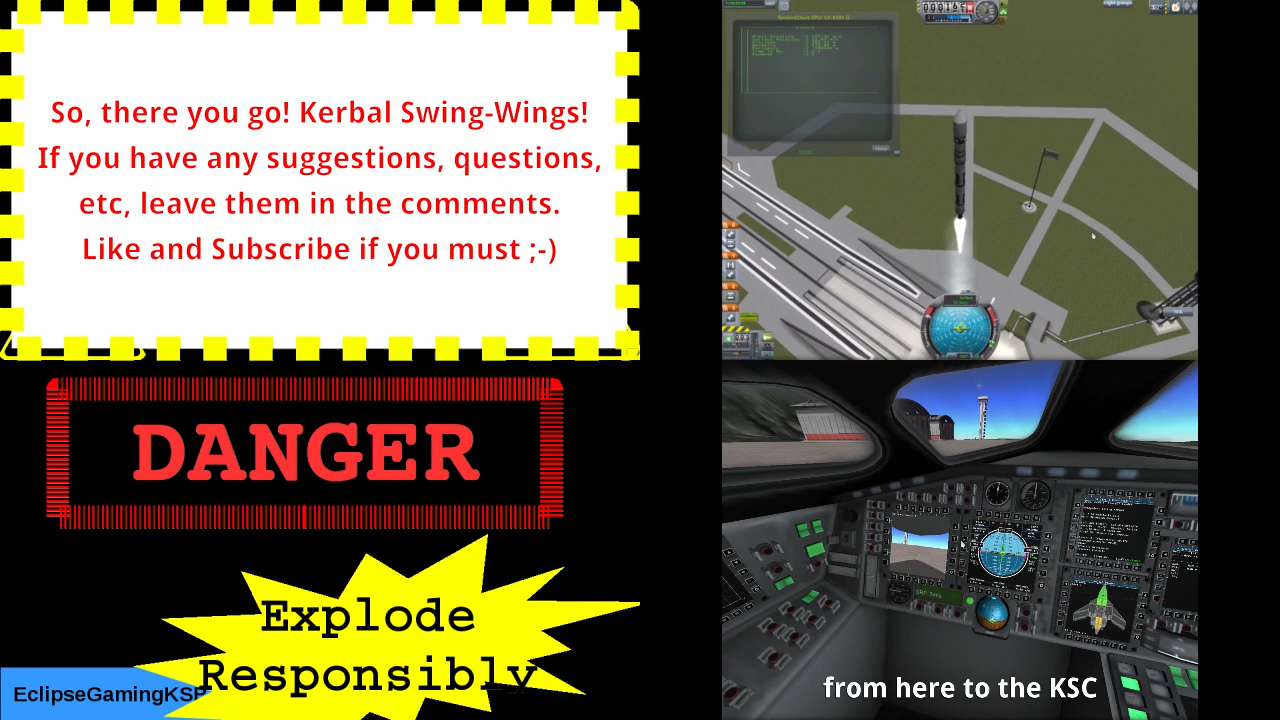 So, there you go! Kerbal Swing-Wings!
If you have any suggestions, questions,
etc, leave them in the comments.
Like and Subscribe if you must ;-)
DANGER
Explode
Responsibly
EclipseGamingKSP
from here to the KSC